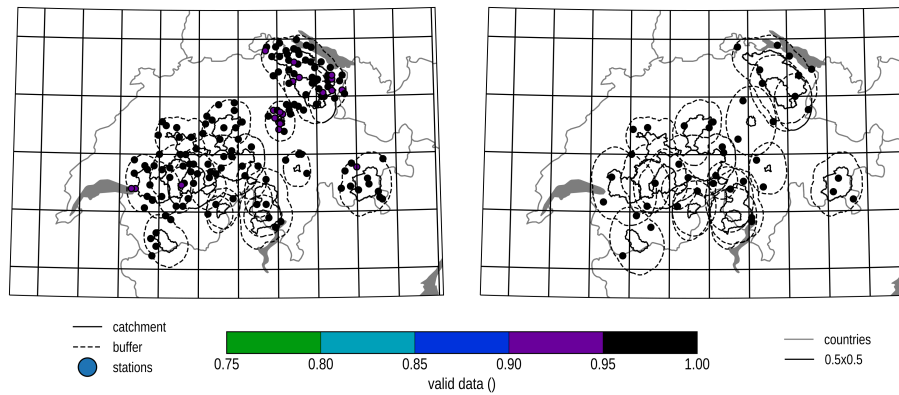 catchment
buffer
stations
0.75 0.80 0.85 0.90 0.95 1.00
valid data ()
countries
0.5x0.5